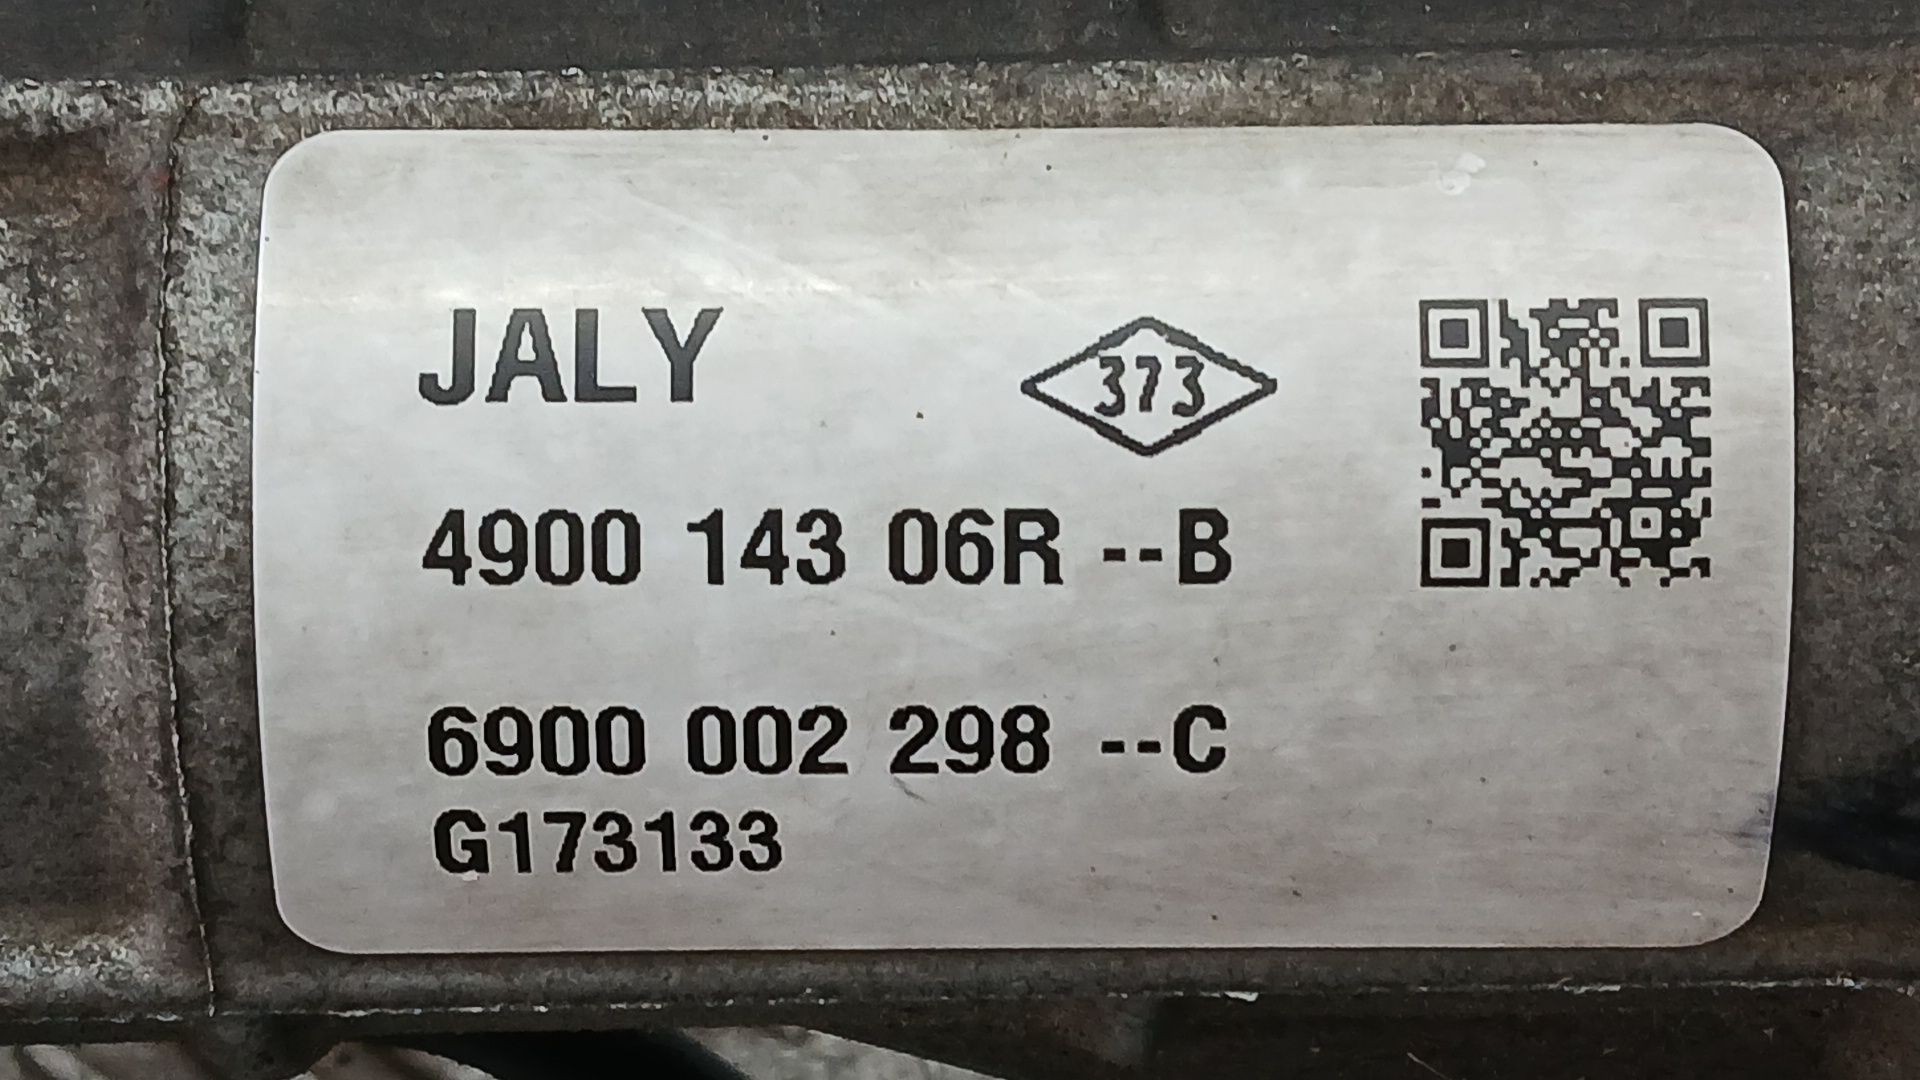 JALY 373
4900 143 06R --B
6900 002 298 --C
G173133